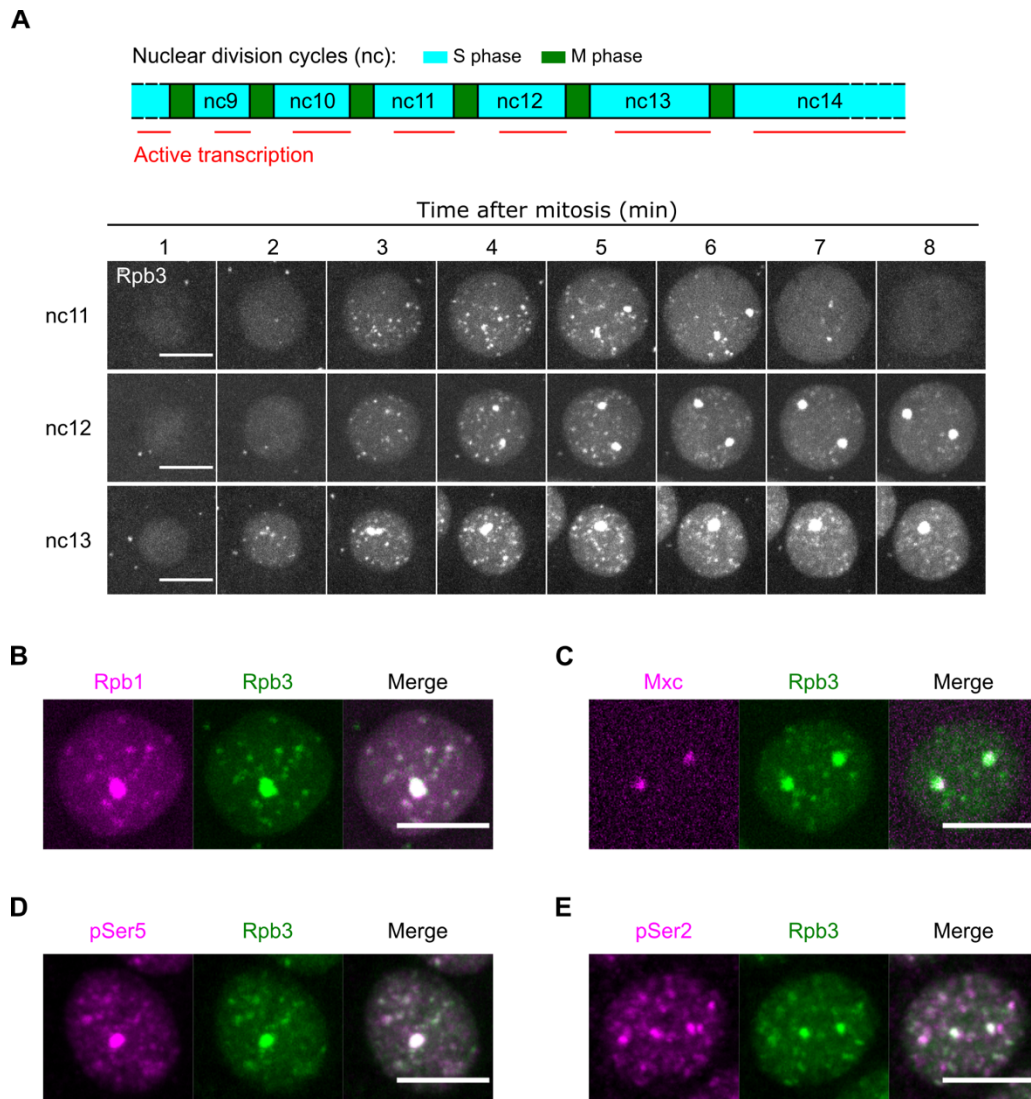 A
Nuclear division cycles (nc): S phase M phase
nc9 nc10 nc11 nc12 nc13 nc14
Active transcription
Time after mitosis (min)
1 2 3 4 5 6 7 8
Rpb3
nc11
nc12
nc13
B
Rpb1 Rpb3 Merge
C
Mxc Rpb3 Merge
D
pSer5 Rpb3 Merge
E
pSer2 Rpb3 Merge